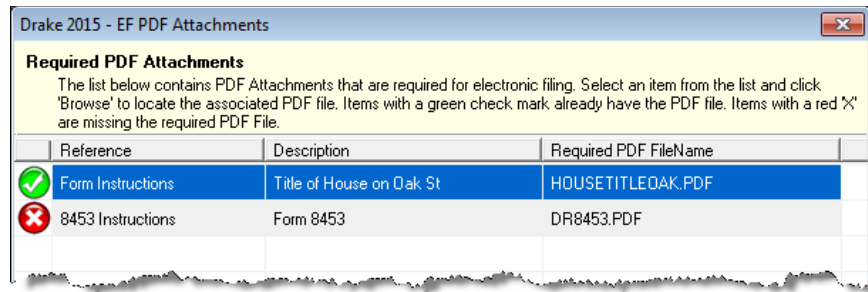 Drake 2015 - EF PDF Attachments
Required PDF Attachments
The list below contains PDF Attachments that are required for electronic filing. Select an item from the list and click
'Browse' to locate the associated PDF file. Items with a green check mark already have the PDF file. Items with a red 'X'
are missing the required PDF File.
Reference Description Required PDF FileName
Form Instructions Title of House on Oak St HOUSETITLEOAK.PDF
8453 Instructions Form 8453 DR8453.PDF